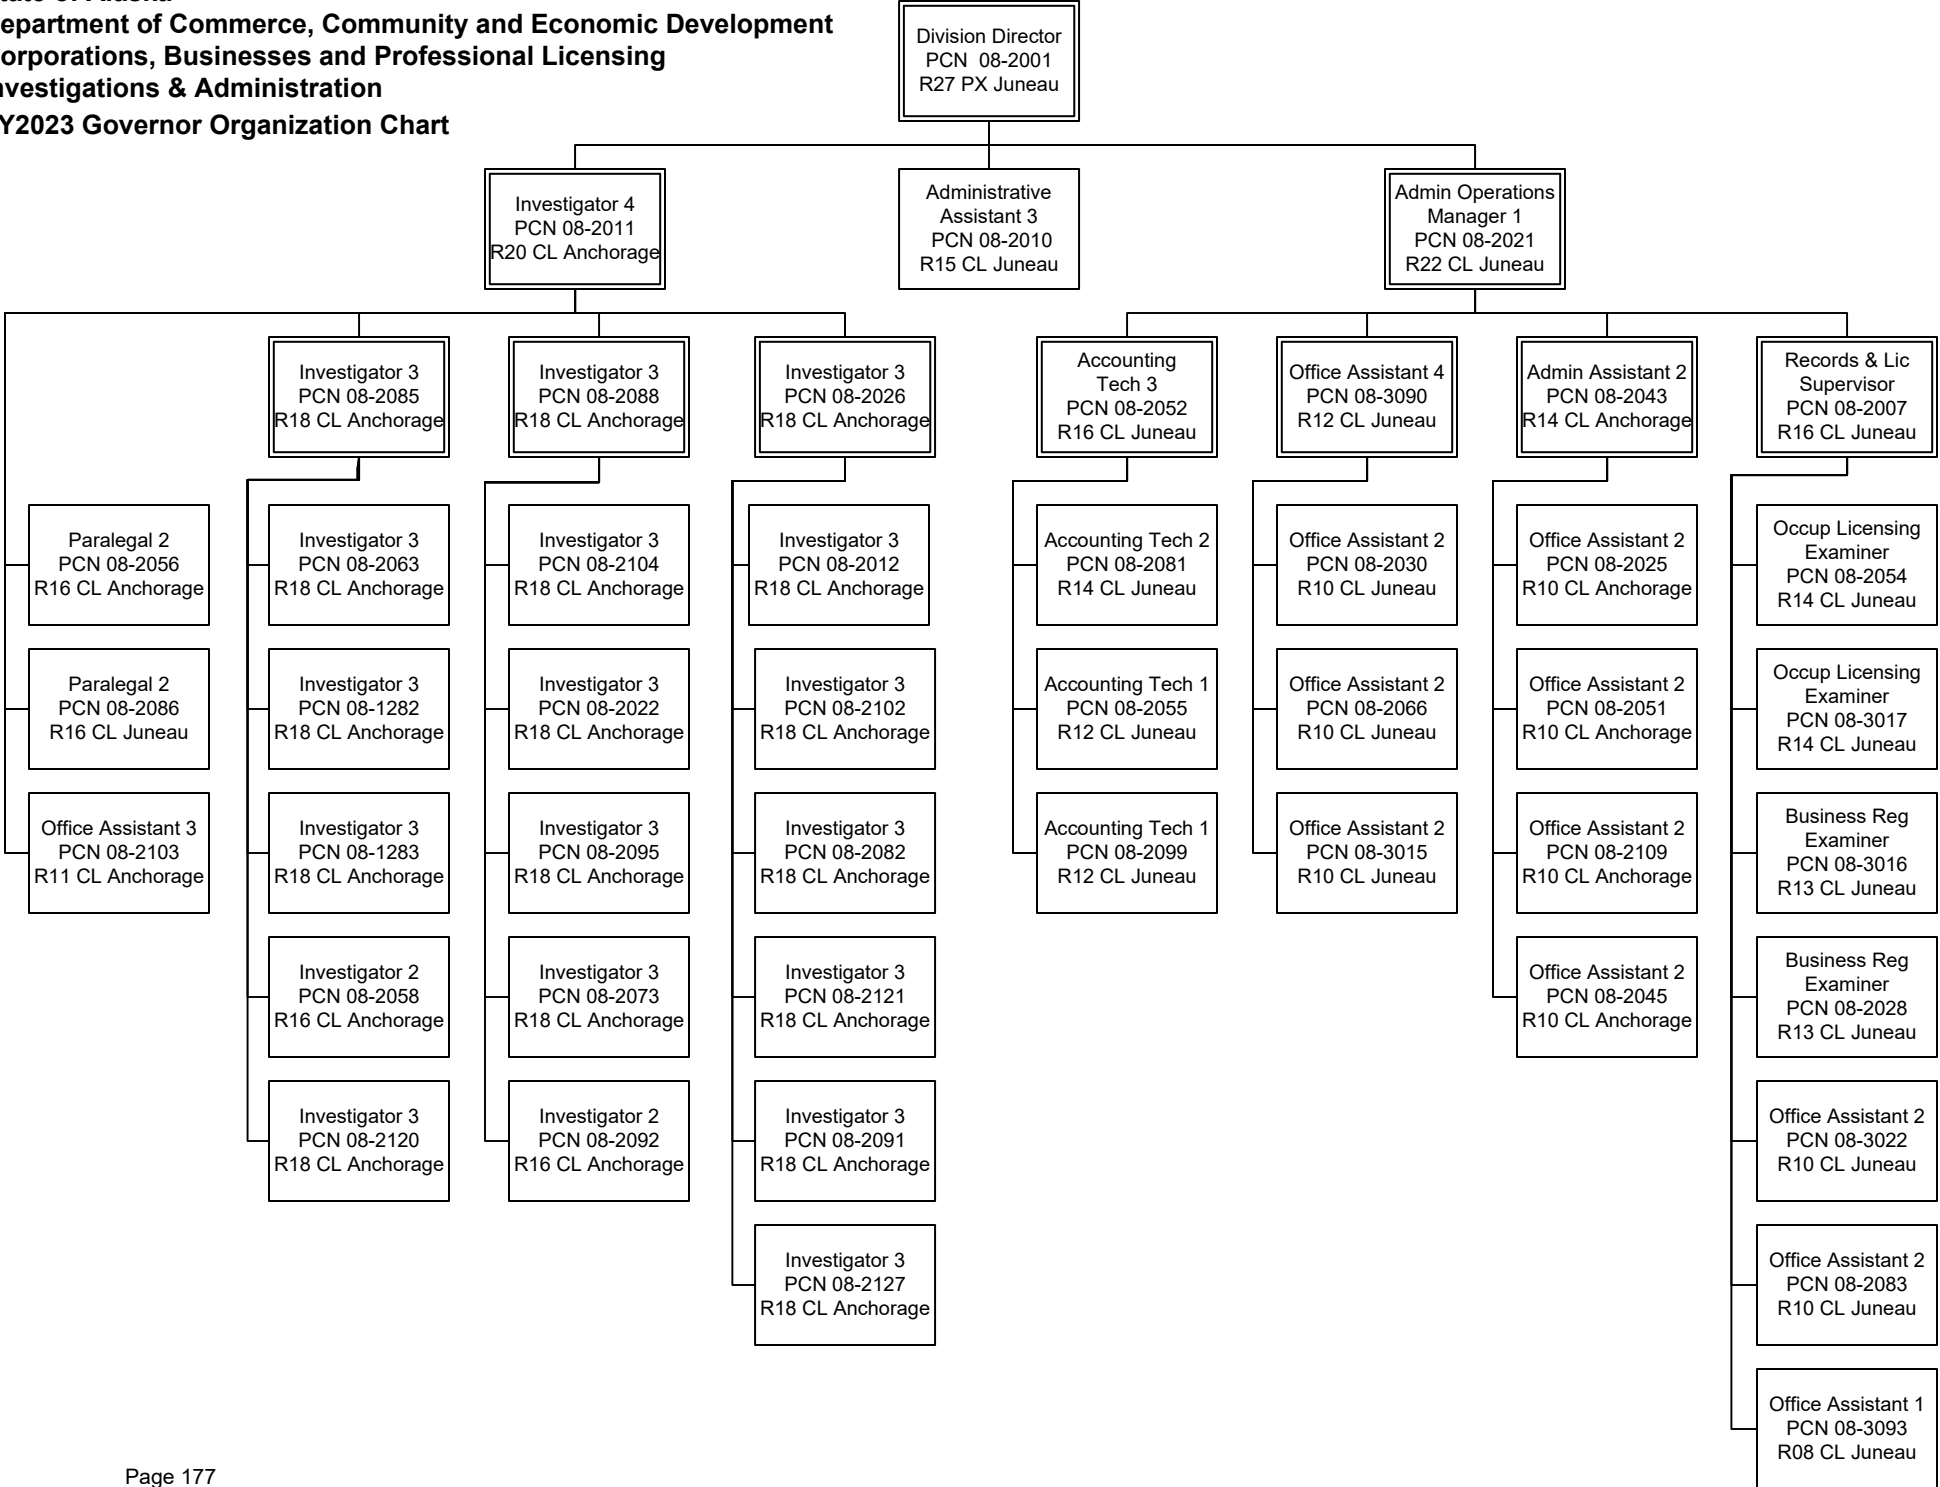 tate of Alaska
epartment of Commerce, Community and Economic Development
orporations, Businesses and Professional Licensing
nvestigations & Administration
Y2023 Governor Organization Chart
Division Director
PCN 08-2001
R27 PX Juneau
Investigator 4
PCN 08-2011
R20 CL Anchorage
Administrative
Assistant 3
PCN 08-2010
R15 CL Juneau
Admin Operations
Manager 1
PCN 08-2021
R22 CL Juneau
Investigator 3
PCN 08-2085
R18 CL Anchorage
Investigator 3
PCN 08-2088
R18 CL Anchorage
Investigator 3
PCN 08-2026
R18 CL Anchorage
Accounting
Tech 3
PCN 08-2052
R16 CL Juneau
Office Assistant 4
PCN 08-3090
R12 CL Juneau
Admin Assistant 2
PCN 08-2043
R14 CL Anchorage
Records & Lic
Supervisor
PCN 08-2007
R16 CL Juneau
Paralegal 2
PCN 08-2056
R16 CL Anchorage
Investigator 3
PCN 08-2063
R18 CL Anchorage
Investigator 3
PCN 08-2104
R18 CL Anchorage
Investigator 3
PCN 08-2012
R18 CL Anchorage
Accounting Tech 2
PCN 08-2081
R14 CL Juneau
Office Assistant 2
PCN 08-2030
R10 CL Juneau
Office Assistant 2
PCN 08-2025
R10 CL Anchorage
Occup Licensing
Examiner
PCN 08-2054
R14 CL Juneau
Paralegal 2
PCN 08-2086
R16 CL Juneau
Investigator 3
PCN 08-1282
R18 CL Anchorage
Investigator 3
PCN 08-2022
R18 CL Anchorage
Investigator 3
PCN 08-2102
R18 CL Anchorage
Accounting Tech 1
PCN 08-2055
R12 CL Juneau
Office Assistant 2
PCN 08-2066
R10 CL Juneau
Office Assistant 2
PCN 08-2051
R10 CL Anchorage
Occup Licensing
Examiner
PCN 08-3017
R14 CL Juneau
Office Assistant 3
PCN 08-2103
R11 CL Anchorage
Investigator 3
PCN 08-1283
R18 CL Anchorage
Investigator 3
PCN 08-2095
R18 CL Anchorage
Investigator 3
PCN 08-2082
R18 CL Anchorage
Accounting Tech 1
PCN 08-2099
R12 CL Juneau
Office Assistant 2
PCN 08-3015
R10 CL Juneau
Office Assistant 2
PCN 08-2109
R10 CL Anchorage
Business Reg
Examiner
PCN 08-3016
R13 CL Juneau
Investigator 2
PCN 08-2058
R16 CL Anchorage
Investigator 3
PCN 08-2073
R18 CL Anchorage
Investigator 3
PCN 08-2121
R18 CL Anchorage
Office Assistant 2
PCN 08-2045
R10 CL Anchorage
Business Reg
Examiner
PCN 08-2028
R13 CL Juneau
Investigator 3
PCN 08-2120
R18 CL Anchorage
Investigator 2
PCN 08-2092
R16 CL Anchorage
Investigator 3
PCN 08-2091
R18 CL Anchorage
Office Assistant 2
PCN 08-3022
R10 CL Juneau
Investigator 3
PCN 08-2127
R18 CL Anchorage
Office Assistant 2
PCN 08-2083
R10 CL Juneau
Office Assistant 1
PCN 08-3093
R08 CL Juneau
Page 177